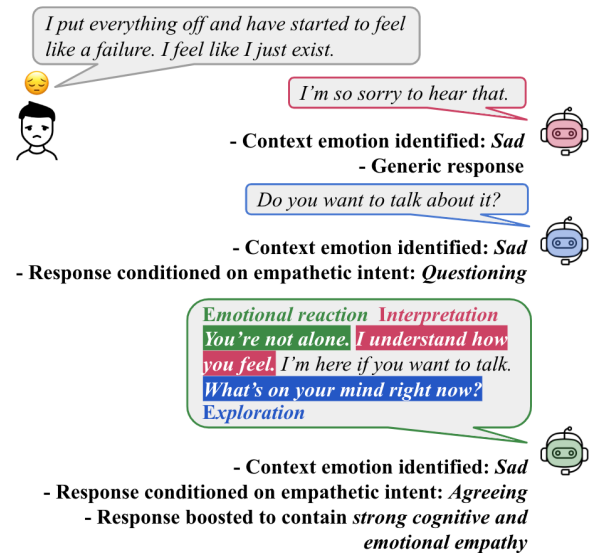 I put everything off and have started to feel
like a failure. I feel like I just exist.
I'm so sorry to hear that.
- Context emotion identified: Sad
- Generic response
Do you want to talk about it?
- Context emotion identified: Sad
- Response conditioned on empathetic intent: Questioning
Emotional reaction Interpretation
You're not alone. I understand how
you feel. I'm here if you want to talk.
What's on your mind right now?
Exploration
- Context emotion identified: Sad
- Response conditioned on empathetic intent: Agreeing
- Response boosted to contain strong cognitive and
emotional empathy